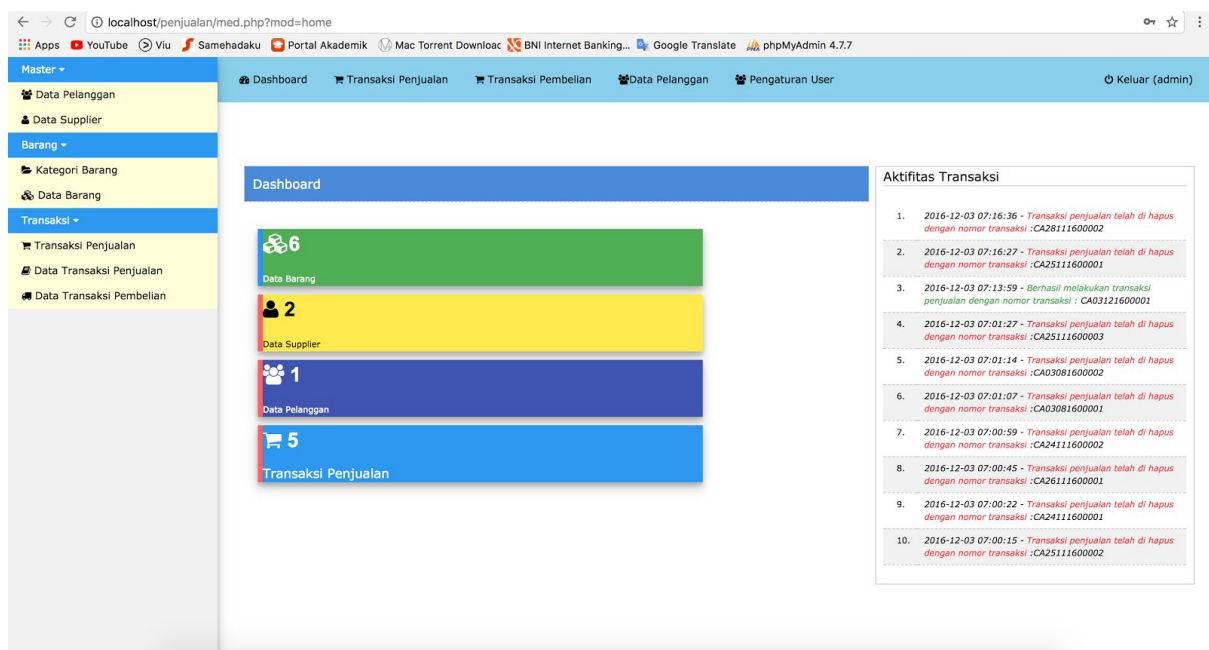 localhost/penjualan/med.php?mod=home
Apps YouTube Viu Samehadaku Portal Akademik Mac Torrent Downloac BNI Internet Banking... Google Translate phpMyAdmin 4.7.7
Master
Data Pelanggan
Data Supplier
Barang
Kategori Barang
Data Barang
Transaksi
Transaksi Penjualan
Data Transaksi Penjualan
Data Transaksi Pembelian
Dashboard Transaksi Penjualan Transaksi Pembelian Data Pelanggan Pengaturan User Keluar (admin)
Dashboard
6
Data Barang
2
Data Supplier
1
Data Pelanggan
5
Transaksi Penjualan
Aktifitas Transaksi
1. 2016-12-03 07:16:36 - Transaksi penjualan telah di hapus
dengan nomor transaksi :CA28111600002
2. 2016-12-03 07:16:27 - Transaksi penjualan telah di hapus
dengan nomor transaksi :CA25111600001
3. 2016-12-03 07:13:59 - Berhasil melakukan transaksi
penjualan dengan nomor transaksi : CA03121600001
4. 2016-12-03 07:01:27 - Transaksi penjualan telah di hapus
dengan nomor transaksi :CA25111600003
5. 2016-12-03 07:01:14 - Transaksi penjualan telah di hapus
dengan nomor transaksi :CA03081600002
6. 2016-12-03 07:01:07 - Transaksi penjualan telah di hapus
dengan nomor transaksi :CA03081600001
7. 2016-12-03 07:00:59 - Transaksi penjualan telah di hapus
dengan nomor transaksi :CA24111600002
8. 2016-12-03 07:00:45 - Transaksi penjualan telah di hapus
dengan nomor transaksi :CA26111600001
9. 2016-12-03 07:00:22 - Transaksi penjualan telah di hapus
dengan nomor transaksi :CA24111600001
10. 2016-12-03 07:00:15 - Transaksi penjualan telah di hapus
dengan nomor transaksi :CA25111600002